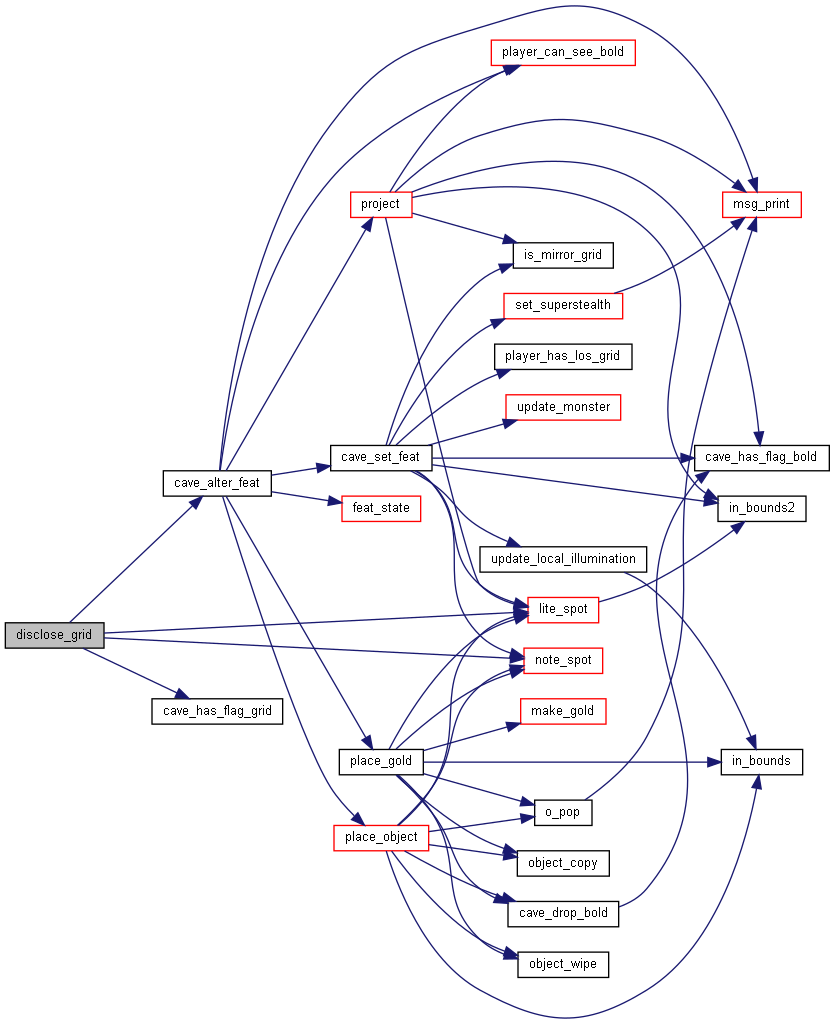 player_can_see_bold
project
msg_print
is_mirror_grid
set_superstealth
player_has_los_grid
update_monster
cave_set_feat
cave_has_flag_bold
cave_alter_feat
feat_state
in_bounds2
update_local_illumination
lite_spot
disclose_grid
note_spot
cave_has_flag_grid
make_gold
place_gold
in_bounds
o_pop
place_object
object_copy
cave_drop_bold
object_wipe